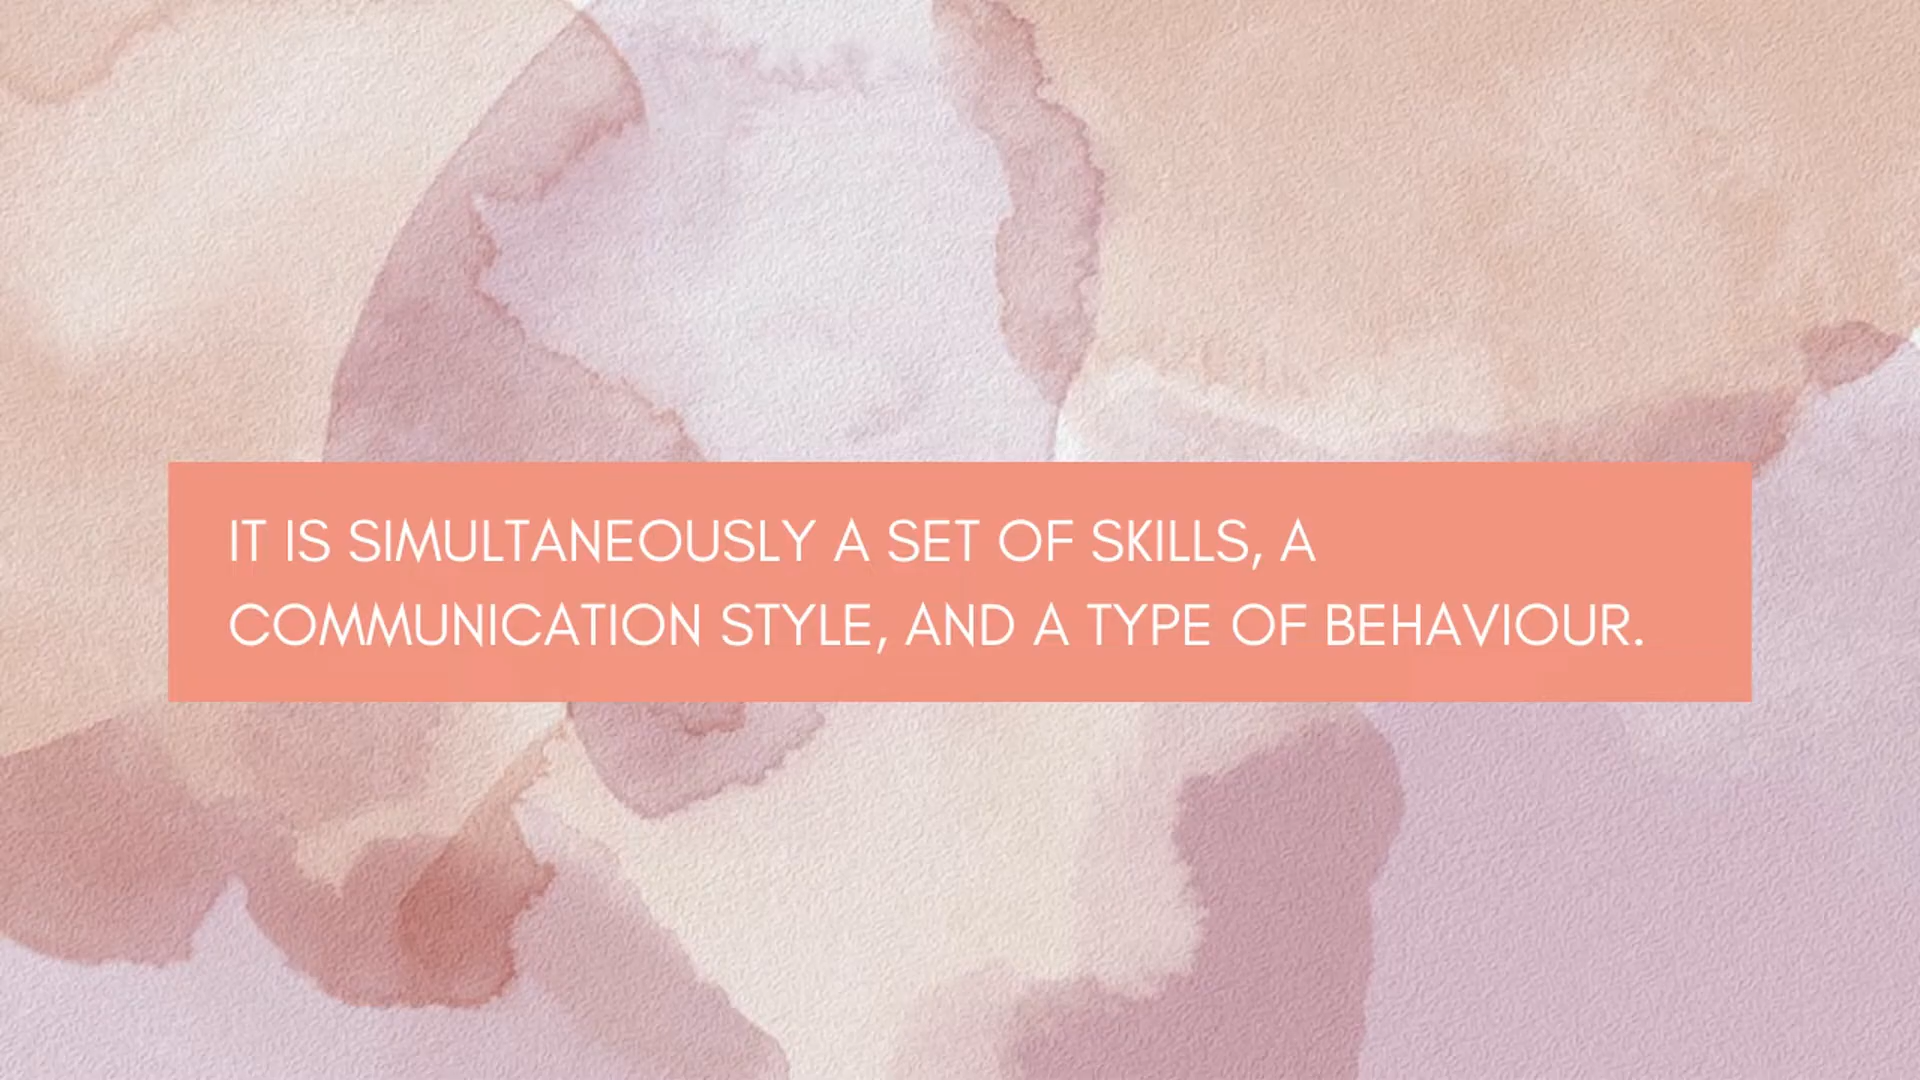 IT IS SIMULTANEOUSLY A SET OF SKILLS, A
COMMUNICATION STYLE, AND A TYPE OF BEHAVIOUR.